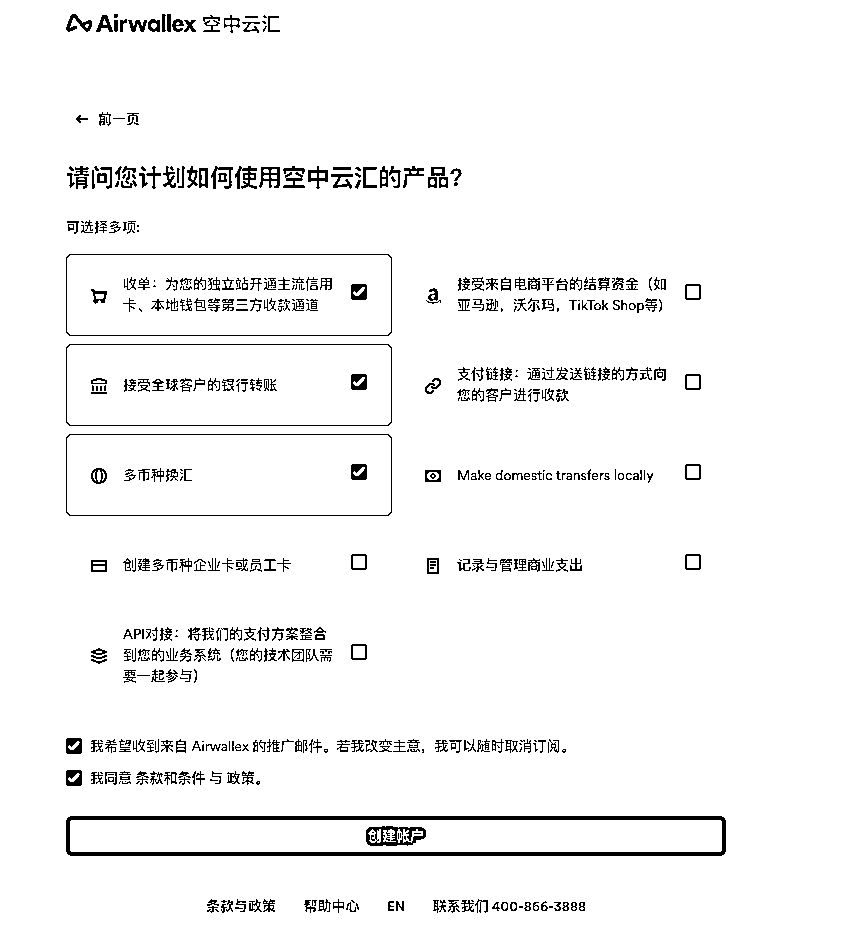 Airwallex 空中云汇
← 前一页
请问您计划如何使用空中云汇的产品?
可选择多项:
收单：为您的独立站开通主流信用
卡、本地钱包等第三方收款通道
接受来自电商平台的结算资金（如
亚马逊，沃尔玛，TikTok Shop等）
接受全球客户的银行转账
支付链接：通过发送链接的方式向
您的客户进行收款
多币种换汇
Make domestic transfers locally
创建多币种企业卡或员工卡
记录与管理商业支出
API对接：将我们的支付方案整合
到您的业务系统（您的技术团队需
要一起参与）
我希望收到来自 Airwallex 的推广邮件。若我改变主意，我可以随时取消订阅。
我同意 条款和条件 与 政策。
创建帐户
条款与政策 帮助中心 EN 联系我们 400-866-3888